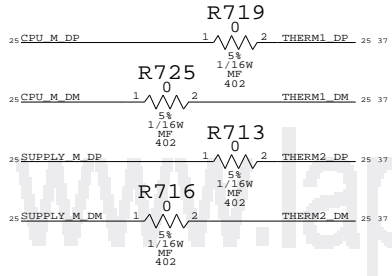 R719
0
25 CPU_M_DP 1 2 THERM1_DP 25 37
5%
1/16W
MF
402
R725
0
25 CPU_M_DM 1 2 THERM1_DM 25 37
5%
1/16W
MF
402
R713
0
25 SUPPLY_M_DP 1 2 THERM2_DP 25 37
5%
1/16W
MF
402
R716
0
25 SUPPLY_M_DM 1 2 THERM2_DM 25 37
5%
1/16W
MF
402
www.lap